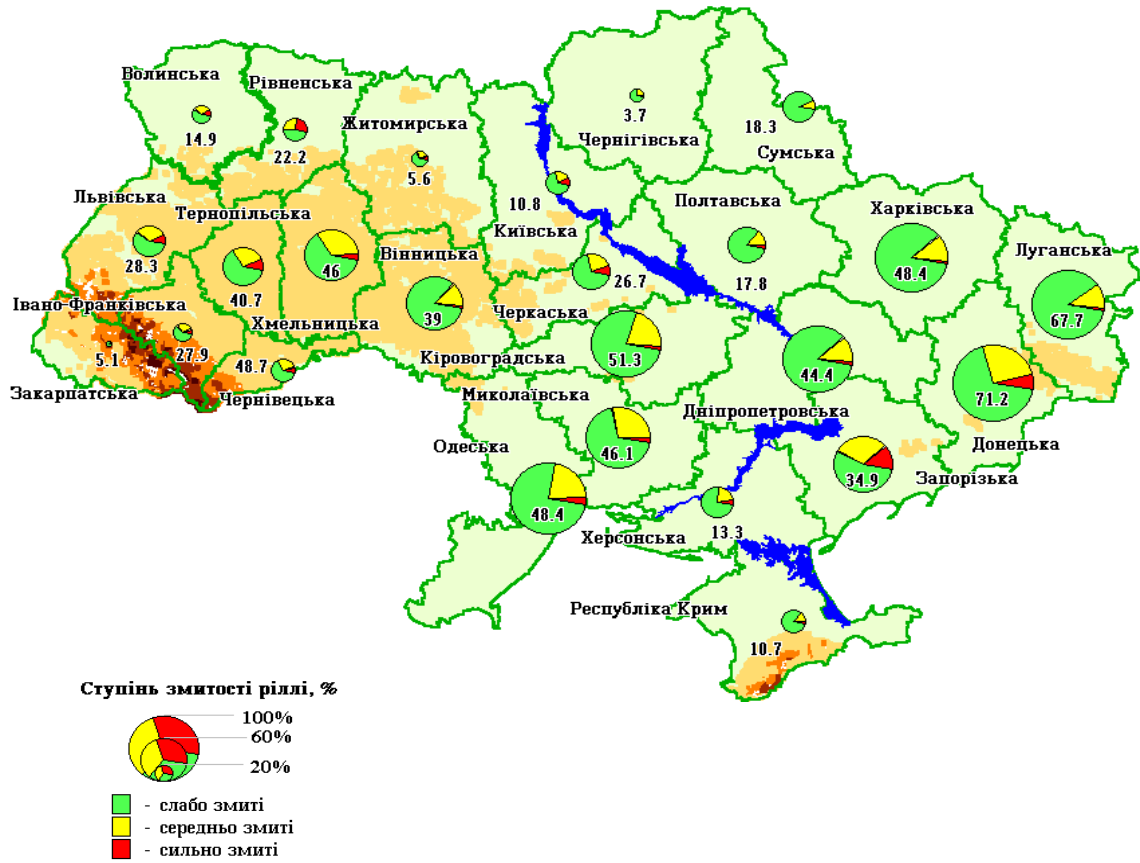 Волинська
Рівненська
Житомирська
14.9
22.2
5.6
3.7
Чернігівська
18.3
Сумська
Львівська
Тернопільська
28.3
40.7
46
Вінницька
39
10.8
Київська
Полтавська
17.8
Харківська
48.4
Луганська
67.7
Івано-Франківська
Хмельницька
Черкаська
26.7
5.1
27.9
48.7
Закарпатська
Чернівецька
Кіровоградська
51.3
44.4
71.2
Миколаївська
Дніпропетровська
Донецька
Одеська
46.1
34.9
Запорізька
48.4
Херсонська
13.3
Республіка Крим
10.7
Ступінь змитості ріллі, %
100%
60%
20%
- слабо змиті
- середньо змиті
- сильно змиті